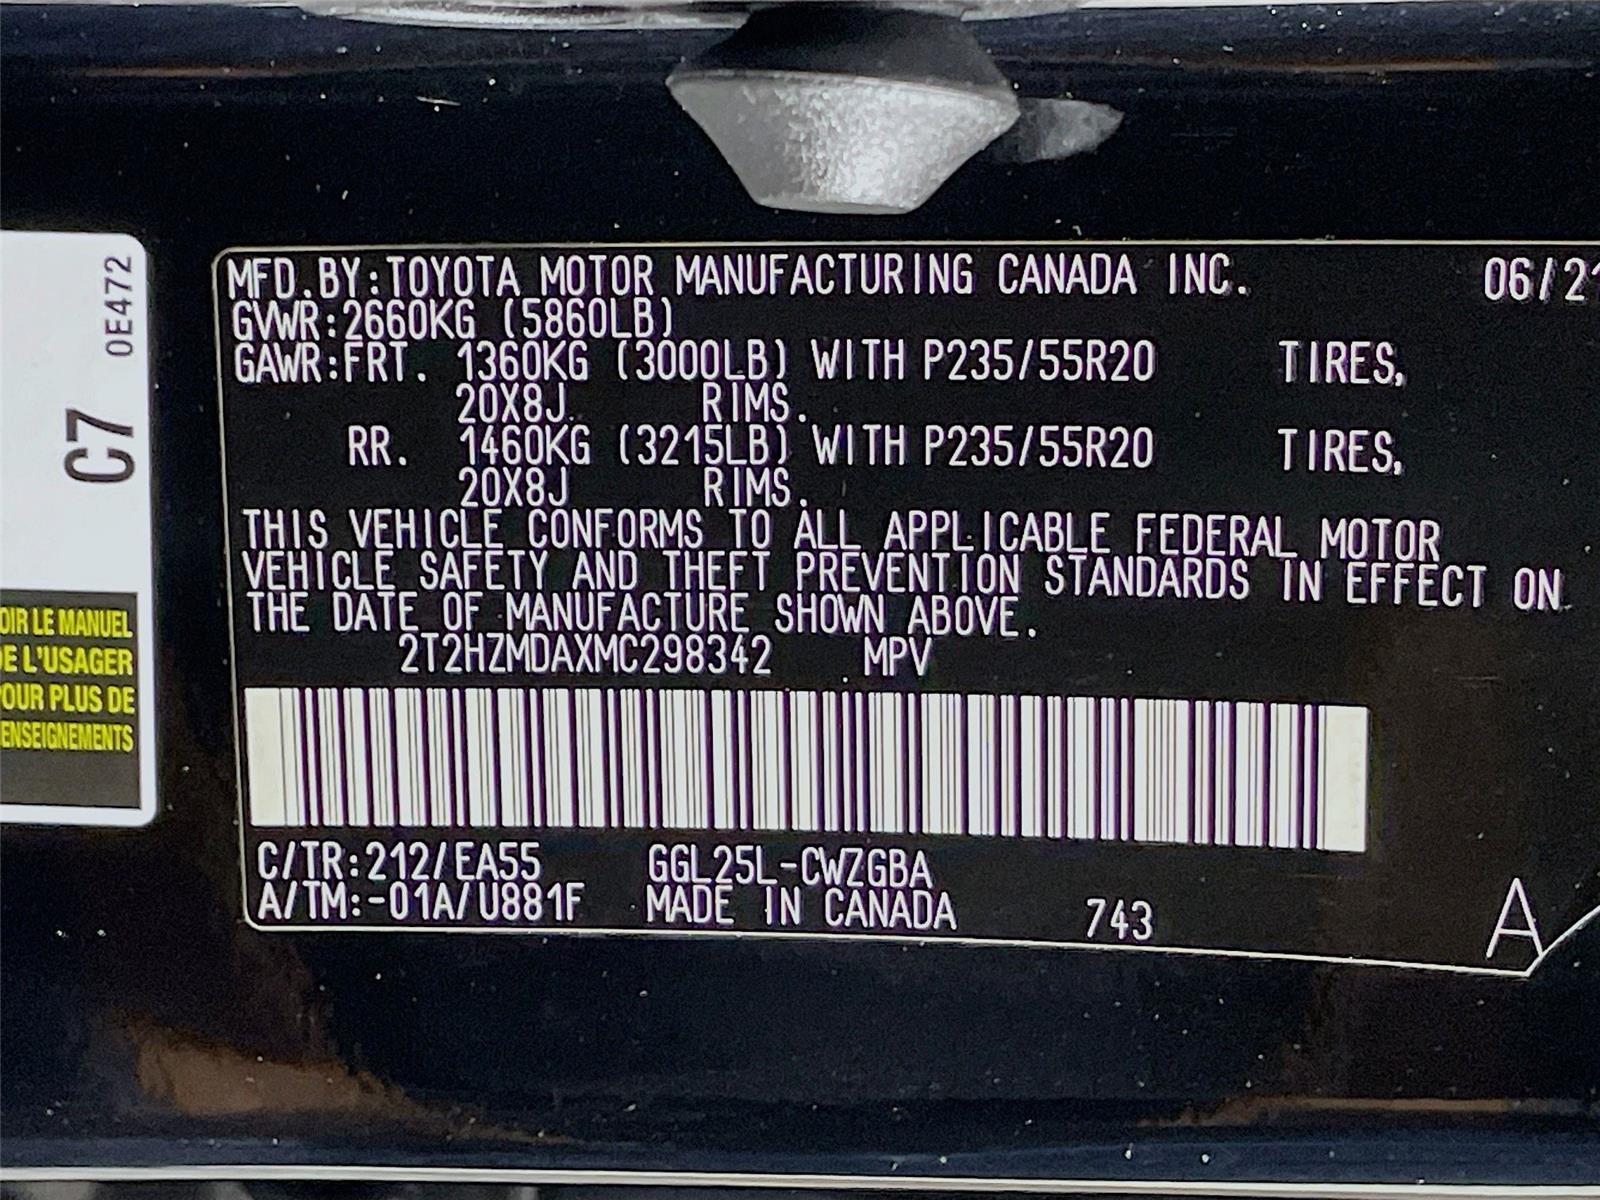 0E472
C7
OIR LE MANUEL
DE L'USAGER
POUR PLUS DE
ENSEIGNEMENTS
MFD.BY:TOYOTA MOTOR MANUFACTURING CANADA INC. 06/21
GVWR:2660KG (5860LB)
GAWR:FRT. 1360KG (3000LB) WITH P235/55R20 TIRES,
20X8J RIMS.
RR. 1460KG (3215LB) WITH P235/55R20 TIRES,
20X8J RIMS.
THIS VEHICLE CONFORMS TO ALL APPLICABLE FEDERAL MOTOR
VEHICLE SAFETY AND THEFT PREVENTION STANDARDS IN EFFECT ON
THE DATE OF MANUFACTURE SHOWN ABOVE.
2T2HZMDAXMC298342 MPV
C/TR:212/EA55 GGL25L-CWZGBA
A/TM:-01A/U881F MADE IN CANADA 743 A